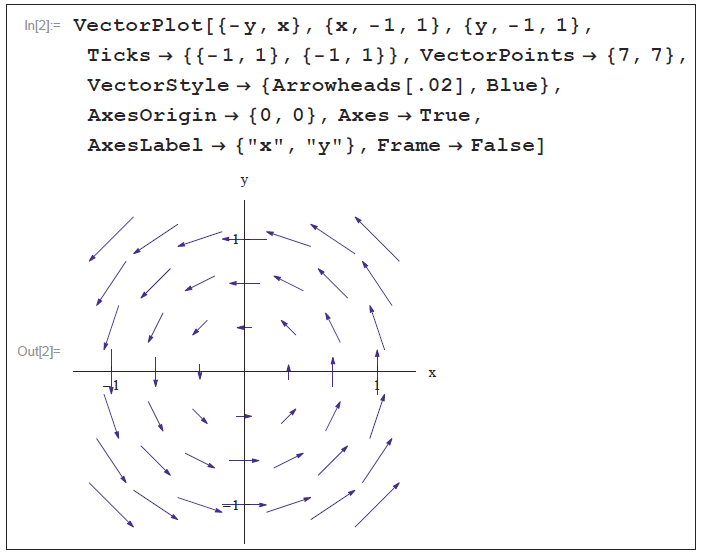 In[2]:= VectorPlot[{-y, x}, {x, -1, 1}, {y, -1, 1},
Ticks → {{-1, 1}, {-1, 1}}, VectorPoints → {7, 7},
VectorStyle → {Arrowheads[.02], Blue},
AxesOrigin → {0, 0}, Axes → True,
AxesLabel → {"x", "y"}, Frame → False]
y
1
Out[2]=
-1
1
x
-1